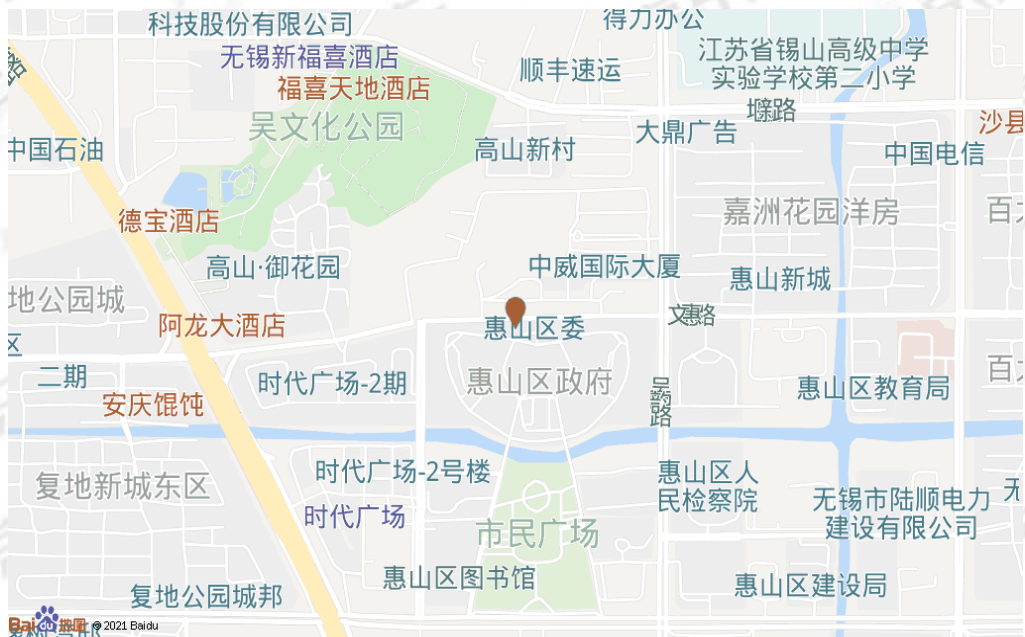 科技股份有限公司
得力办公
无锡新福喜酒店
江苏省锡山高级中学
实验学校第二小学
顺丰速运
福喜天地酒店
路
吴文化公园
大鼎广告
沙县
中国石油
高山新村
中国电信
德宝酒店
嘉洲花园洋房
百
高山·御花园
中威国际大厦
惠山新城
地公园城
阿龙大酒店
惠山区委
文惠路
区
二期
时代广场-2期
惠山区政府
惠山区教育局
百
安庆馄饨
路
复地新城东区
时代广场-2号楼
惠山区人
民检察院
无锡市陆顺电力
建设有限公司
无
时代广场
市民广场
惠山区图书馆
惠山区建设局
复地公园城邦
Bai du 地图 © 2021 Baidu